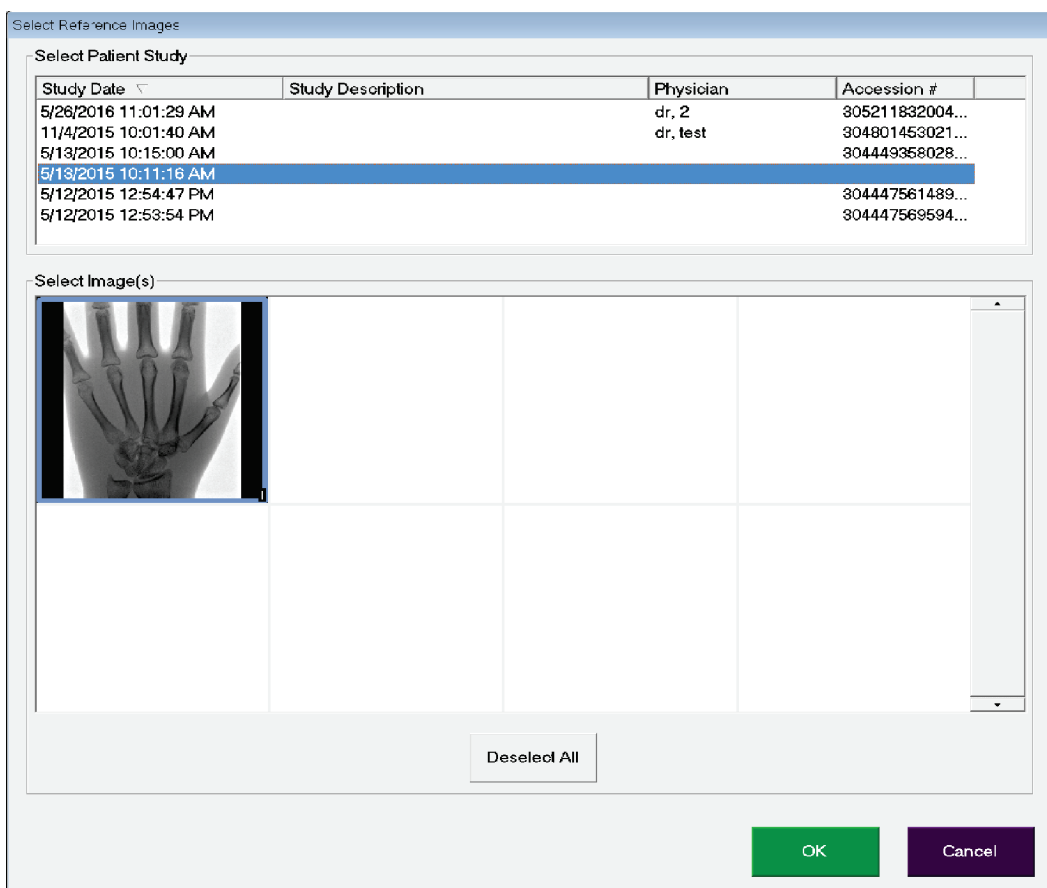 Select Reference Images
Select Patient Study
Study Date Study Description Physician Accession #
5/26/2016 11:01:29 AM dr, 2 305211832004...
11/4/2015 10:01:40 AM dr, test 304801453021...
5/13/2015 10:15:00 AM 304449358028...
5/13/2015 10:11:16 AM
5/12/2015 12:54:47 PM 304447561489...
5/12/2015 12:53:54 PM 304447569594...
Select Image(s)
I
Deselect All
OK Cancel